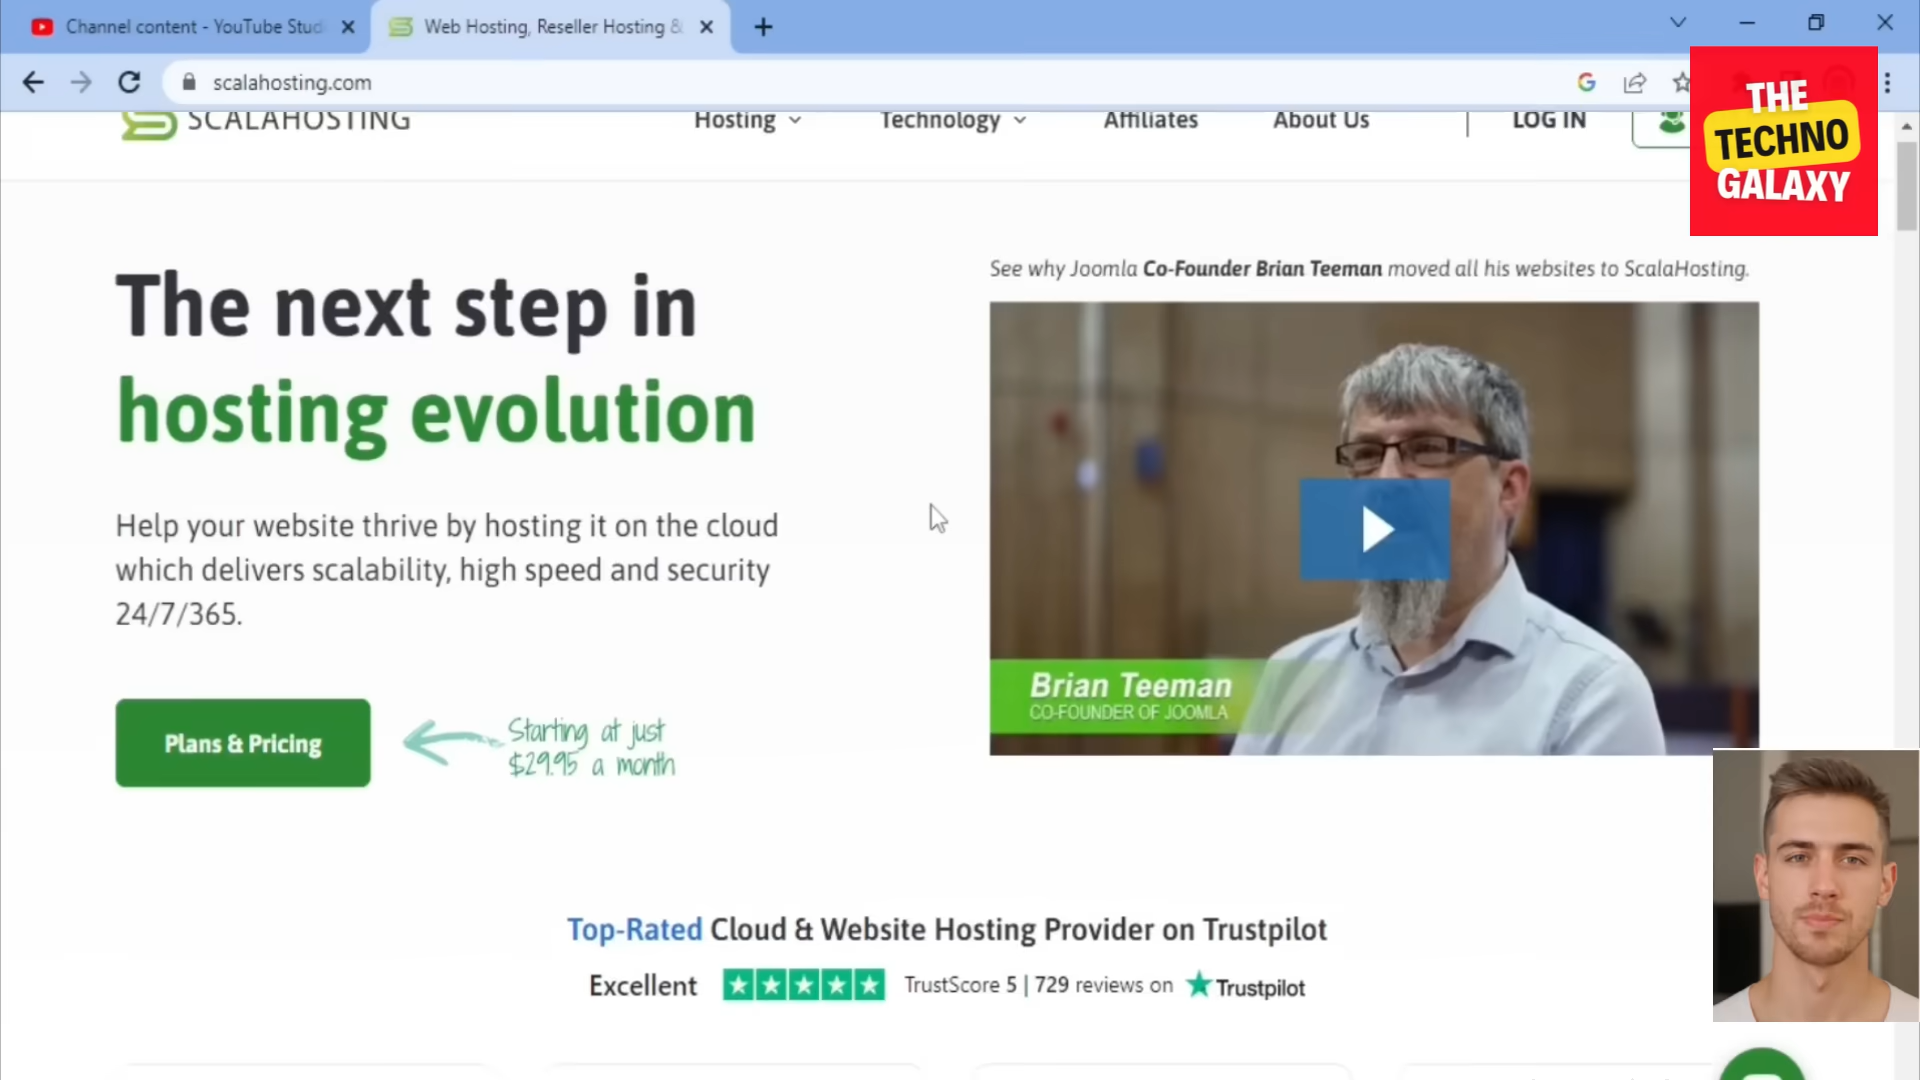 Channel content - YouTube Stud
Web Hosting, Reseller Hosting &
scalahosting.com
SCALAHOSTING
Hosting
Technology
Affiliates
About Us
LOG IN
THE
TECHNO
GALAXY
The next step in
hosting evolution
Help your website thrive by hosting it on the cloud
which delivers scalability, high speed and security
24/7/365.
Plans & Pricing
Starting at just
$29.95 a month
See why Joomla Co-Founder Brian Teeman moved all his websites to ScalaHosting.
Brian Teeman
CO-FOUNDER OF JOOMLA
Top-Rated Cloud & Website Hosting Provider on Trustpilot
Excellent
TrustScore 5 | 729 reviews on
Trustpilot